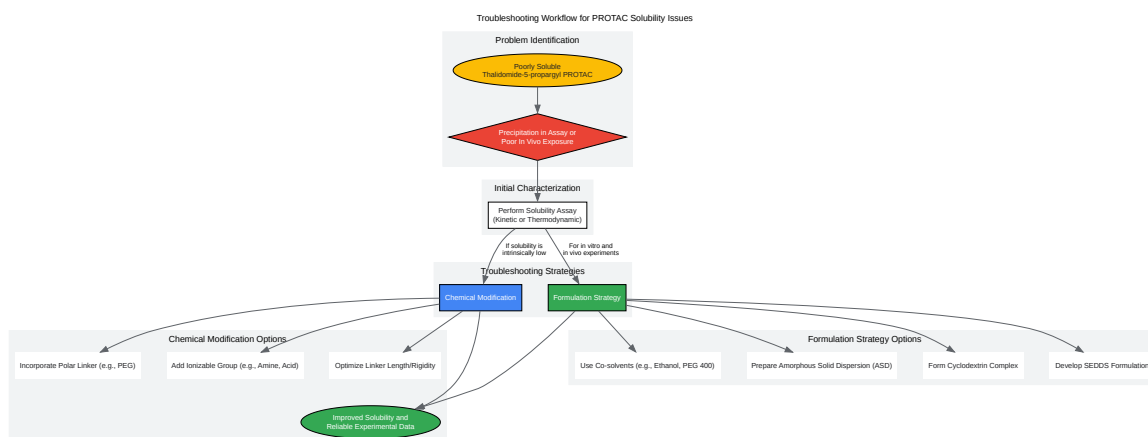 Troubleshooting Workflow for PROTAC Solubility Issues
Problem Identification
Poorly Soluble
Thalidomide-5-propargyl PROTAC
Precipitation in Assay or
Poor In Vivo Exposure
Initial Characterization
Perform Solubility Assay
(Kinetic or Thermodynamic)
If solubility is
intrinsically low
For in vitro and
in vivo experiments
Troubleshooting Strategies
Chemical Modification
Formulation Strategy
Chemical Modification Options
Formulation Strategy Options
Incorporate Polar Linker (e.g., PEG)
Add Ionizable Group (e.g., Amine, Acid)
Optimize Linker Length/Rigidity
Use Co-solvents (e.g., Ethanol, PEG 400)
Prepare Amorphous Solid Dispersion (ASD)
Form Cyclodextrin Complex
Develop SEDDS Formulation
Improved Solubility and
Reliable Experimental Data